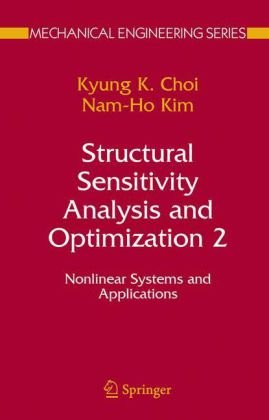 MECHANICAL ENGINEERING SERIES
Kyung K. Choi
Nam-Ho Kim
Structural
Sensitivity
Analysis and
Optimization 2
Nonlinear Systems and
Applications
Springer